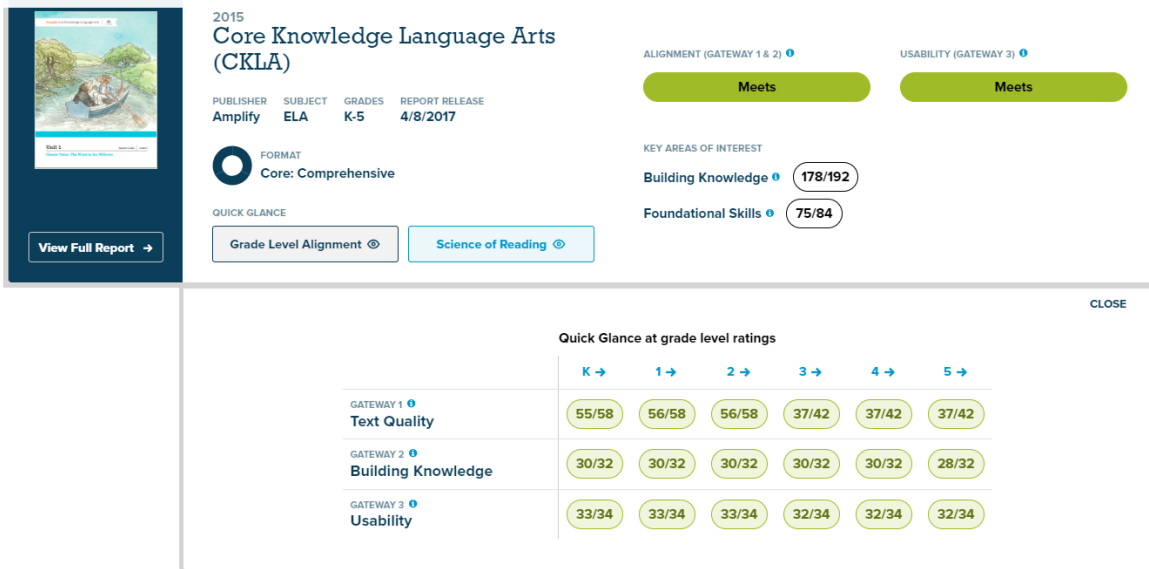 2015
Core Knowledge Language Arts
(CKLA)
PUBLISHER SUBJECT GRADES REPORT RELEASE
Amplify ELA K-5 4/8/2017
FORMAT
Core: Comprehensive
QUICK GLANCE
Grade Level Alignment Science of Reading
Unit 1
View Full Report →
ALIGNMENT (GATEWAY 1 & 2) USABILITY (GATEWAY 3)
Meets Meets
KEY AREAS OF INTEREST
Building Knowledge 178/192
Foundational Skills 75/84
CLOSE
Quick Glance at grade level ratings
K → 1 → 2 → 3 → 4 → 5 →
GATEWAY 1
Text Quality 55/58 56/58 56/58 37/42 37/42 37/42
GATEWAY 2
Building Knowledge 30/32 30/32 30/32 30/32 30/32 28/32
GATEWAY 3
Usability 33/34 33/34 33/34 32/34 32/34 32/34